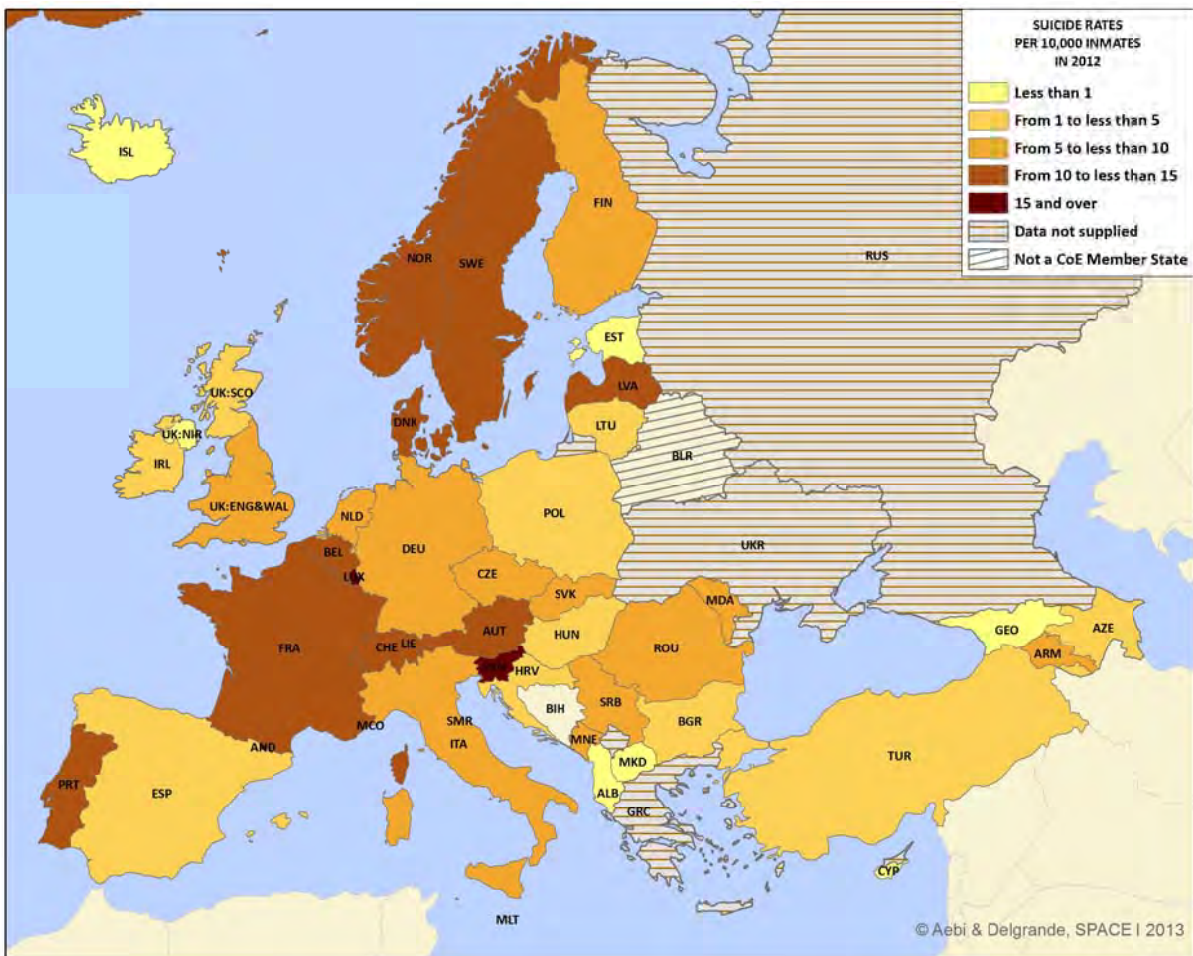 SUICIDE RATES
PER 10,000 INMATES
IN 2012
Less than 1
From 1 to less than 5
From 5 to less than 10
From 10 to less than 15
15 and over
Data not supplied
Not a CoE Member State
ISL
FIN
RUS
NOR
SWE
EST
LVA
UK:SCO
DNK
LTU
UK:NIR
IRL
BLR
UK:ENG&WAL
NLD
POL
DEU
UKR
BEL
LUX
CZE
SVK
MDA
AUT
HUN
GEO
AZE
FRA
CHE
LIE
ROU
ARM
HRV
BIH
SRB
MCO
SMR
BGR
ITA
MNE
AND
TUR
MKD
PRT
ESP
ALB
GRC
CYP
MLT
© Aebi & Delgrande, SPACE I 2013